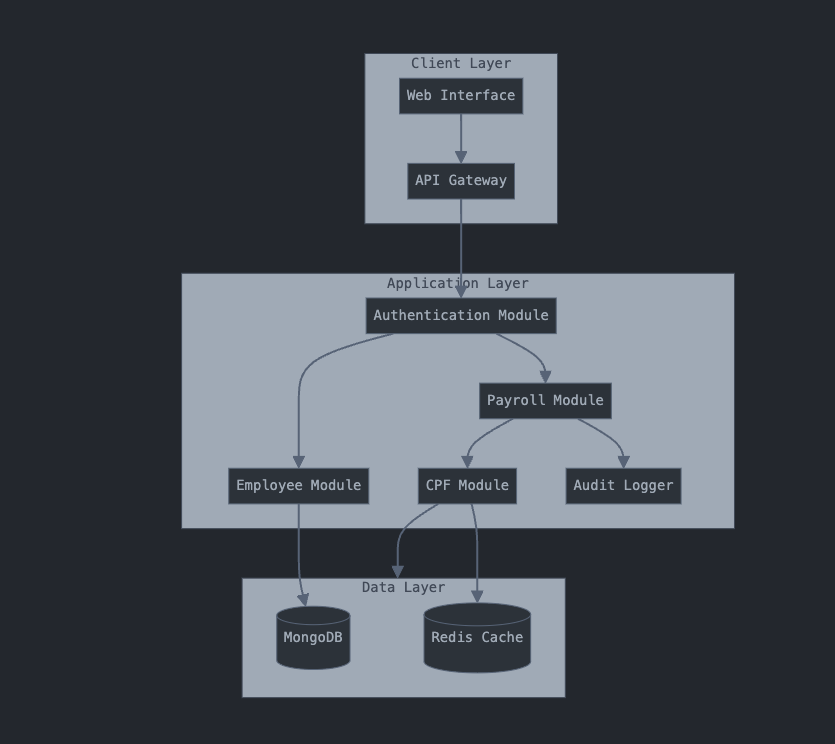 Client Layer
Web Interface
API Gateway
Application Layer
Authentication Module
Payroll Module
Employee Module
CPF Module
Audit Logger
Data Layer
MongoDB
Redis Cache